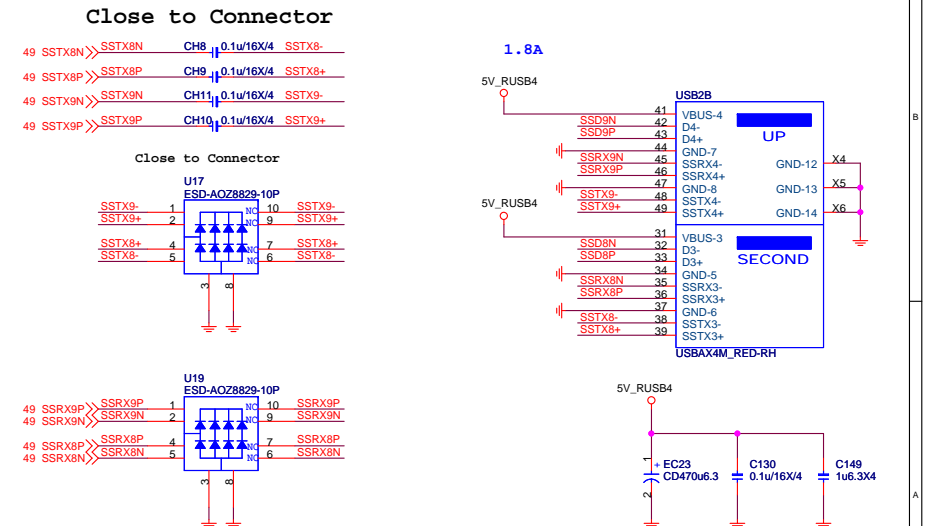 Close to Connector
49 SSTX8N SSTX8N CH8 0.1u/16X/4 SSTX8-
49 SSTX8P SSTX8P CH9 0.1u/16X/4 SSTX8+
49 SSTX9N SSTX9N CH11 0.1u/16X/4 SSTX9-
49 SSTX9P SSTX9P CH10 0.1u/16X/4 SSTX9+
Close to Connector
U17
ESD-AOZ8829-10P
SSTX9- 1 NC 10 SSTX9-
SSTX9+ 2 NC 9 SSTX9+
SSTX8+ 4 NC 7 SSTX8+
SSTX8- 5 NC 6 SSTX8-
3 8
U19
ESD-AOZ8829-10P
49 SSRX9P SSRX9P 1 NC 10 SSRX9P
49 SSRX9N SSRX9N 2 NC 9 SSRX9N
49 SSRX8P SSRX8P 4 NC 7 SSRX8P
49 SSRX8N SSRX8N 5 NC 6 SSRX8N
3 8
1.8A
5V_RUSB4
USB2B
41 VBUS-4
SSD9N 42 D4-
SSD9P 43 D4+
UP
44 GND-7
SSRX9N 45 SSRX4- GND-12 X4
SSRX9P 46 SSRX4+
47 GND-8 GND-13 X5
SSTX9- 48 SSTX4-
SSTX9+ 49 SSTX4+ GND-14 X6
5V_RUSB4
31 VBUS-3
SSD8N 32 D3-
SSD8P 33 D3+
SECOND
34 GND-5
SSRX8N 35 SSRX3-
SSRX8P 36 SSRX3+
37 GND-6
SSTX8- 38 SSTX3-
SSTX8+ 39 SSTX3+
USBAX4M_RED-RH
5V_RUSB4
1 + EC23 2
CD470u6.3
C130
0.1u/16X/4
C149
1u6.3X4
B
A